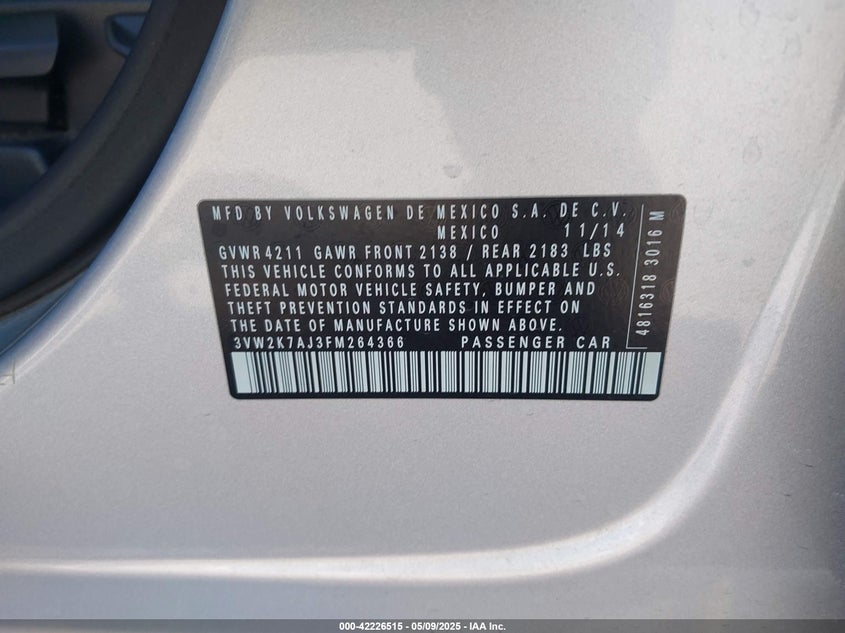 MFD BY VOLKSWAGEN DE MEXICO S.A. DE C.V.
MEXICO 11/14
GVWR 4211 GAWR FRONT 2138 / REAR 2183 LBS
THIS VEHICLE CONFORMS TO ALL APPLICABLE U.S.
FEDERAL MOTOR VEHICLE SAFETY, BUMPER AND
THEFT PREVENTION STANDARDS IN EFFECT ON
THE DATE OF MANUFACTURE SHOWN ABOVE.
3VW2K7AJ3FM264366 PASSENGER CAR
4816318 3016 M
000-42226515 - 05/09/2025 - IAA Inc.